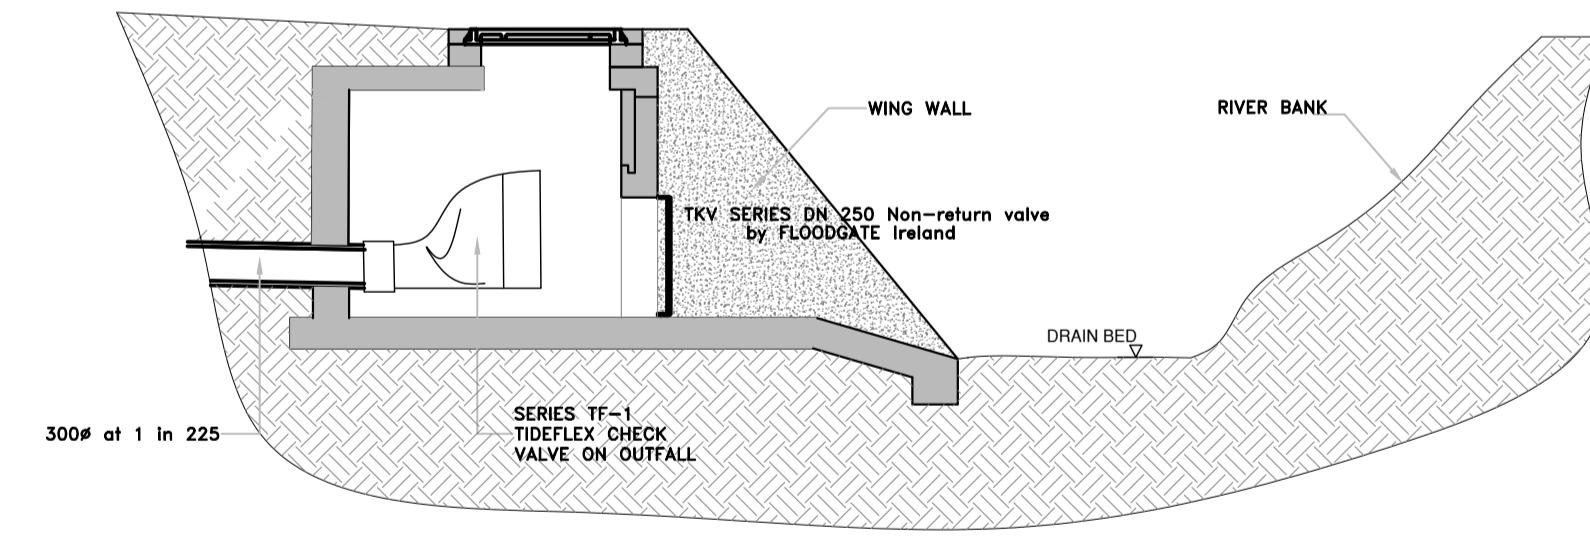 WING WALL
RIVER BANK
TKV SERIES DN 250 Non-return valve
by FLOODGATE Ireland
DRAIN BED
300ø at 1 in 225
SERIES TF-1
TIDEFLEX CHECK
VALVE ON OUTFALL